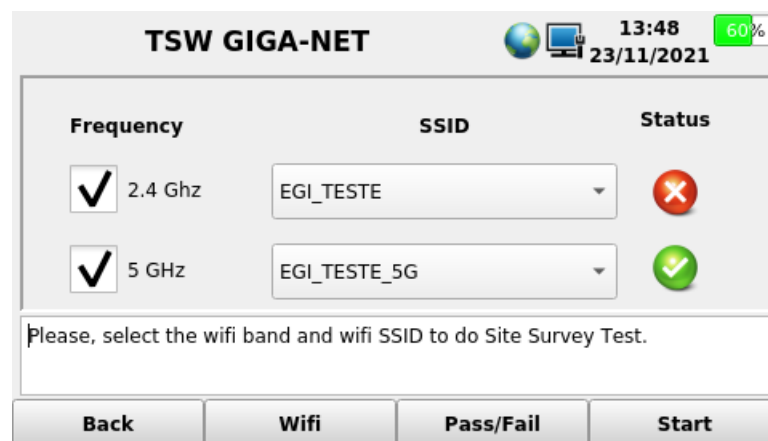 TSW GIGA-NET
13:48
23/11/2021
60%
Frequency SSID Status
2.4 Ghz EGI_TESTE
5 GHz EGI_TESTE_5G
Please, select the wifi band and wifi SSID to do Site Survey Test.
Back Wifi Pass/Fail Start